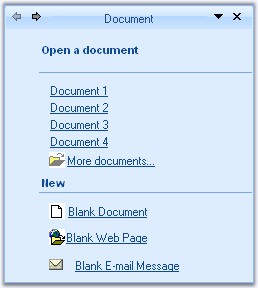 Document
Open a document
Document 1
Document 2
Document 3
Document 4
More documents...
New
Blank Document
Blank Web Page
Blank E-mail Message